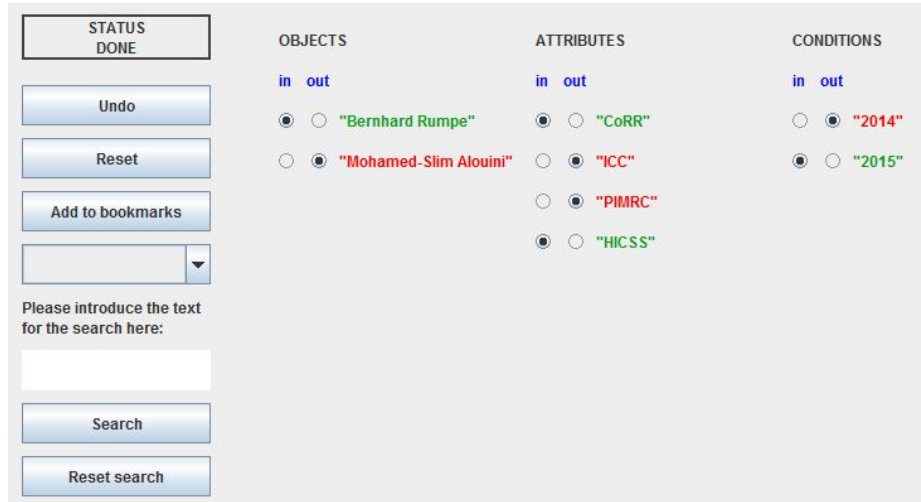 STATUS
DONE
Undo
Reset
Add to bookmarks
Please introduce the text
for the search here:
Search
Reset search
OBJECTS
in out
"Bernhard Rumpe"
"Mohamed-Slim Alouini"
ATTRIBUTES
in out
"CoRR"
"ICC"
"PIMRC"
"HICSS"
CONDITIONS
in out
"2014"
"2015"